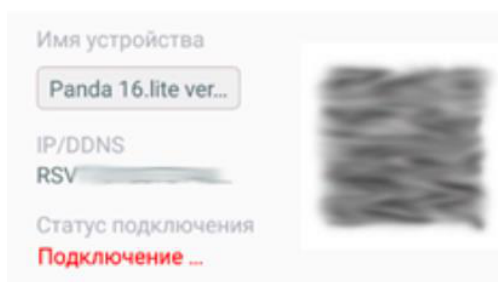 Имя устройства
Panda 16.lite ver...
IP/DDNS
RSV
Статус подключения
Подключение ...